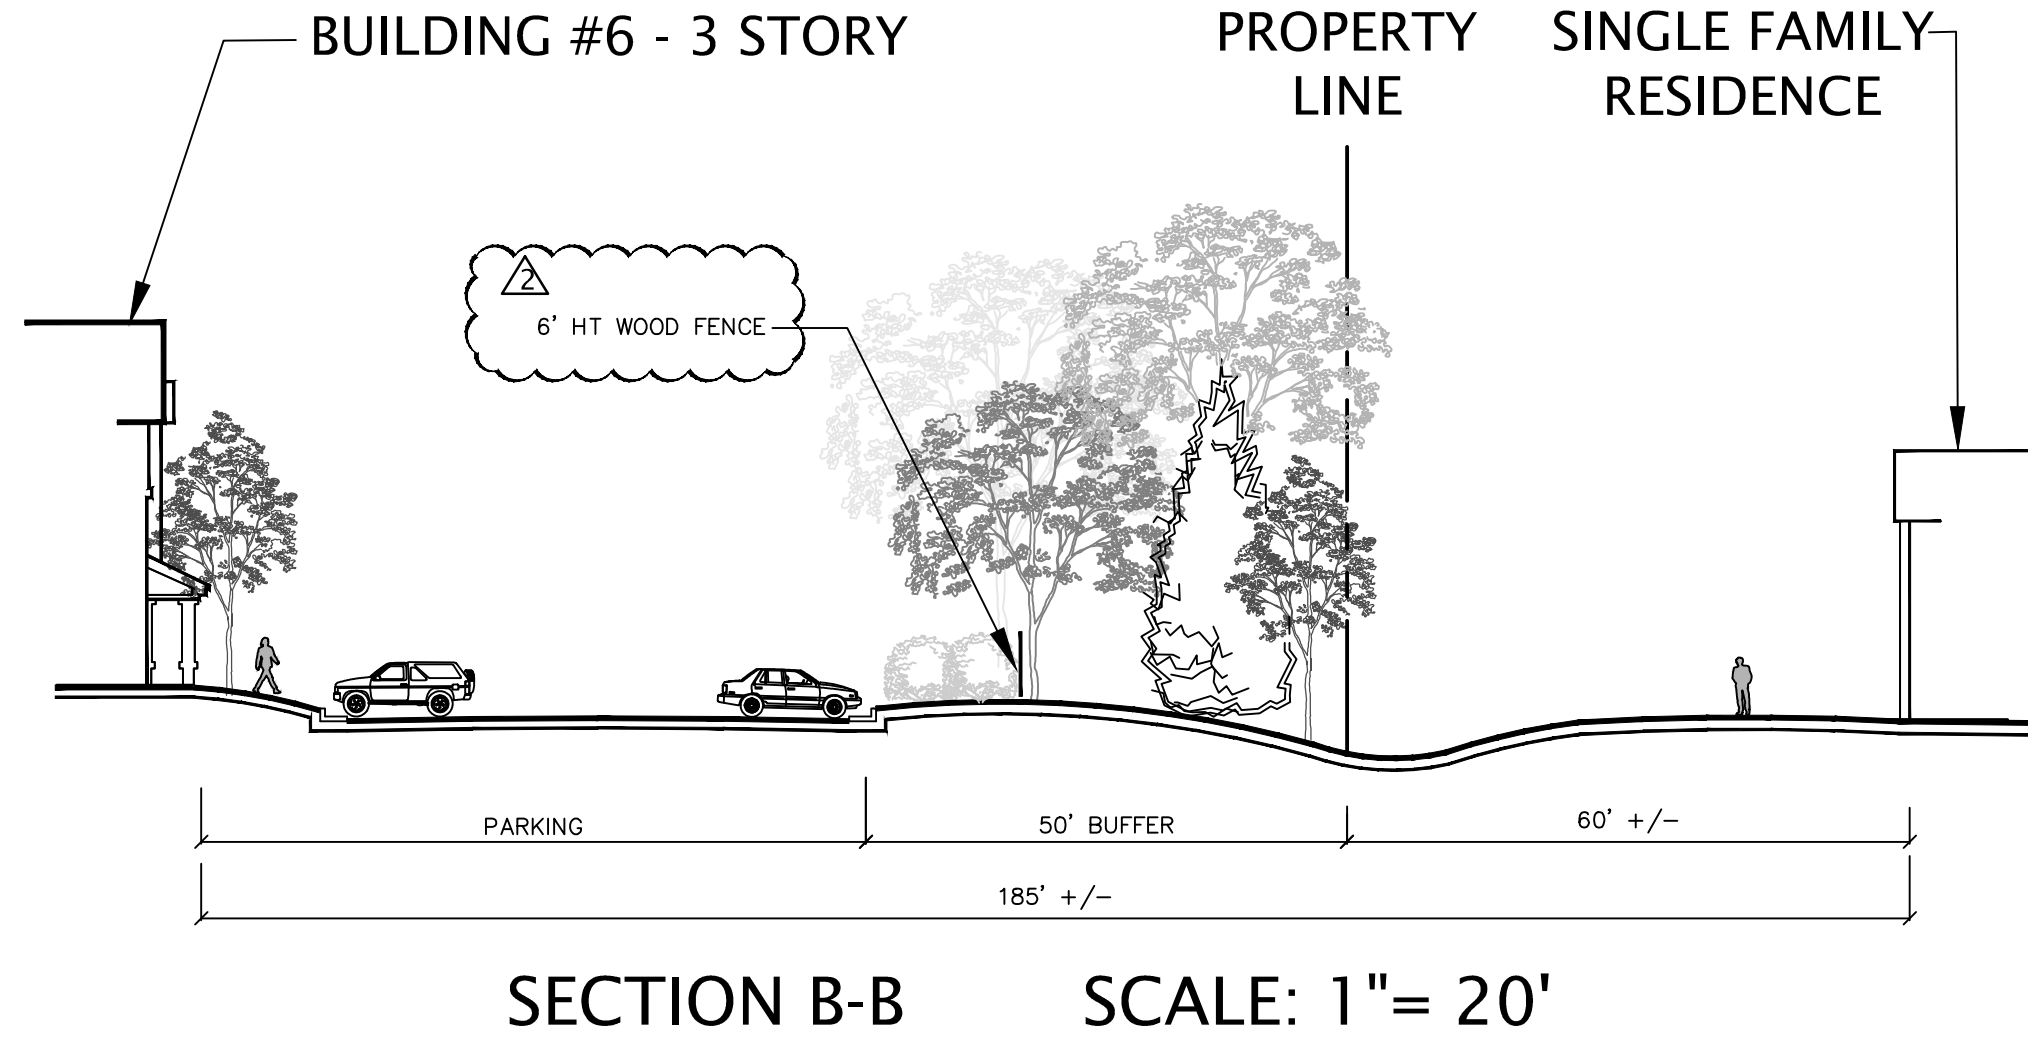 BUILDING #6 - 3 STORY
PROPERTY
LINE
SINGLE FAMILY
RESIDENCE
2
6' HT WOOD FENCE
PARKING
50' BUFFER
60' +/-
185' +/-
SECTION B-B
SCALE: 1"= 20'